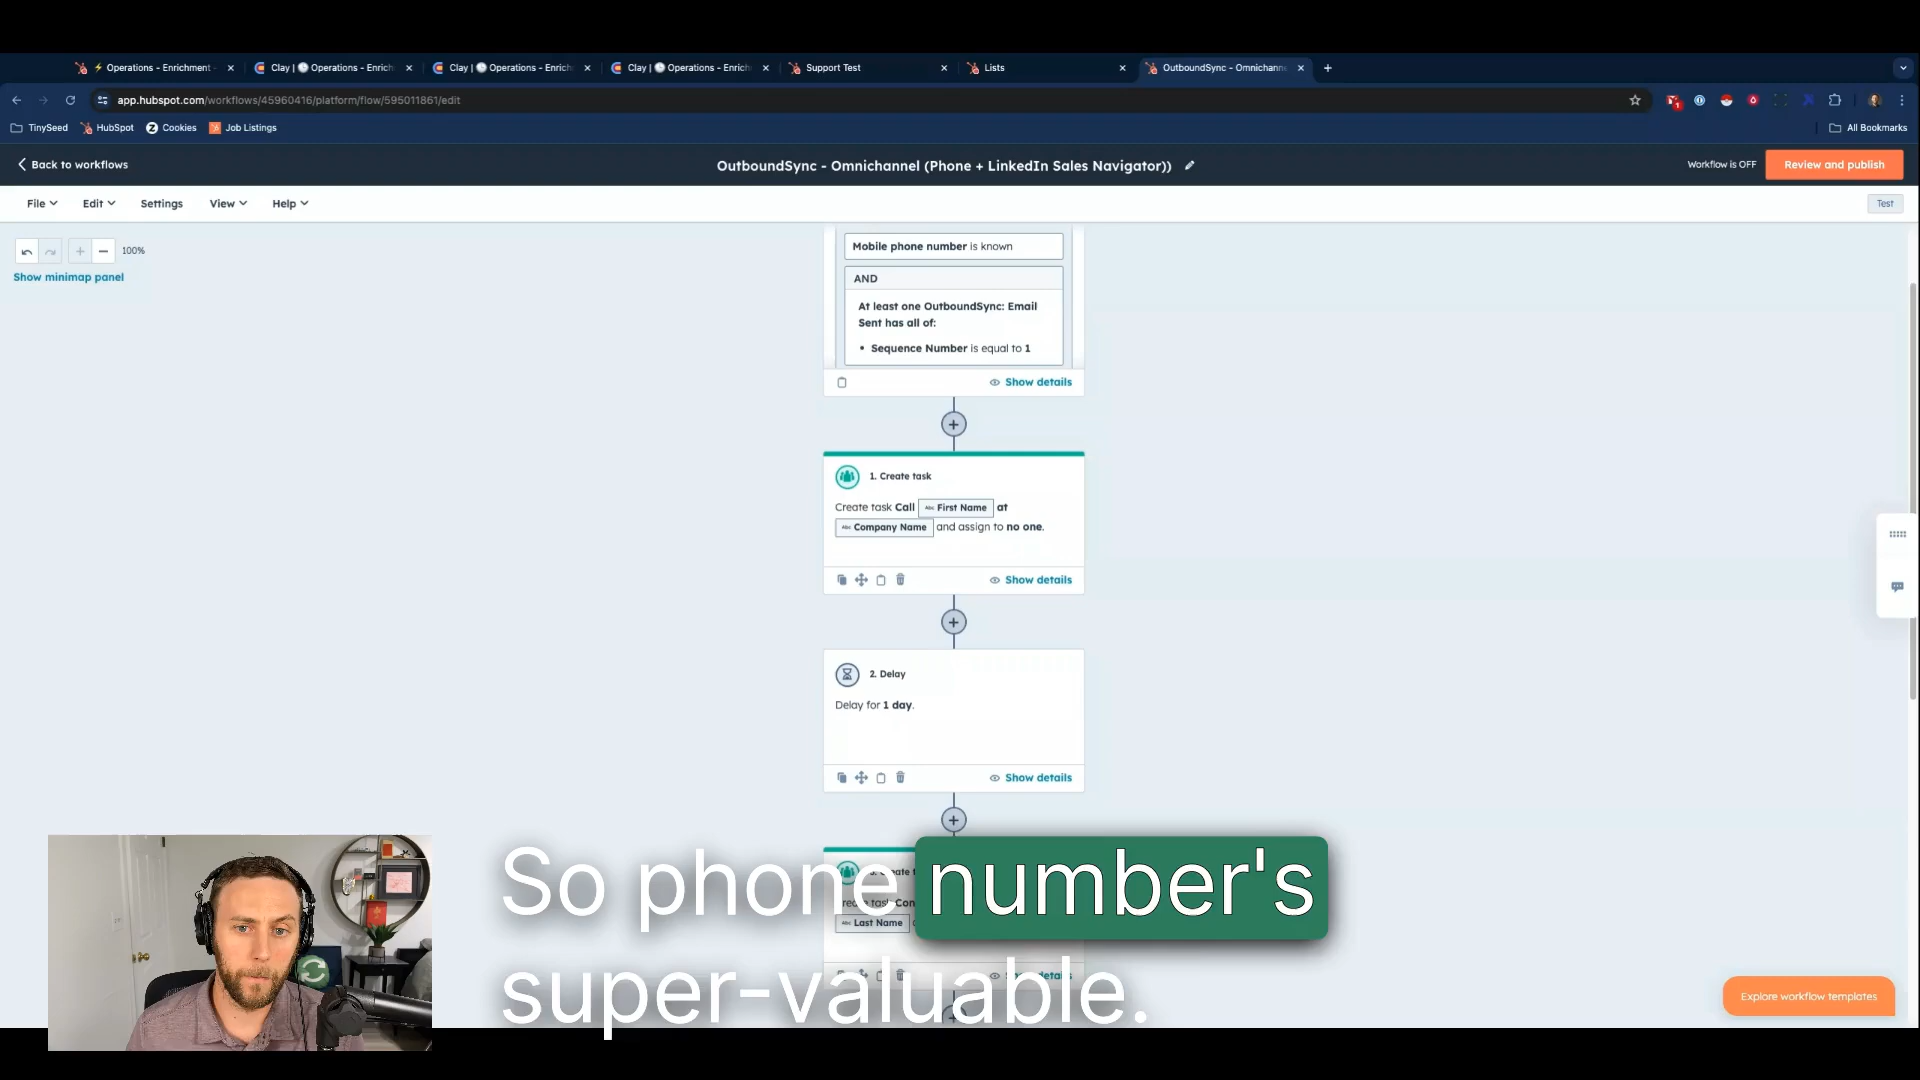 ⚡ Operations - Enrichment -
Clay | Operations - Enrich
Clay | Operations - Enrich
Clay | Operations - Enrich
Support Test
Lists
OutboundSync - Omnichann
app.hubspot.com/workflows/45960416/platform/flow/595011861/edit
TinySeed
HubSpot
Cookies
Job Listings
All Bookmarks
Back to workflows
OutboundSync - Omnichannel (Phone + LinkedIn Sales Navigator))
Workflow is OFF
Review and publish
File
Edit
Settings
View
Help
Test
100%
Show minimap panel
Mobile phone number is known
AND
At least one OutboundSync: Email
Sent has all of:
• Sequence Number is equal to 1
Show details
1. Create task
Create task Call Abc First Name at
Abc Company Name and assign to no one.
Show details
2. Delay
Delay for 1 day.
Show details
Abc Last Name
So phone number's
super-valuable.
Explore workflow templates